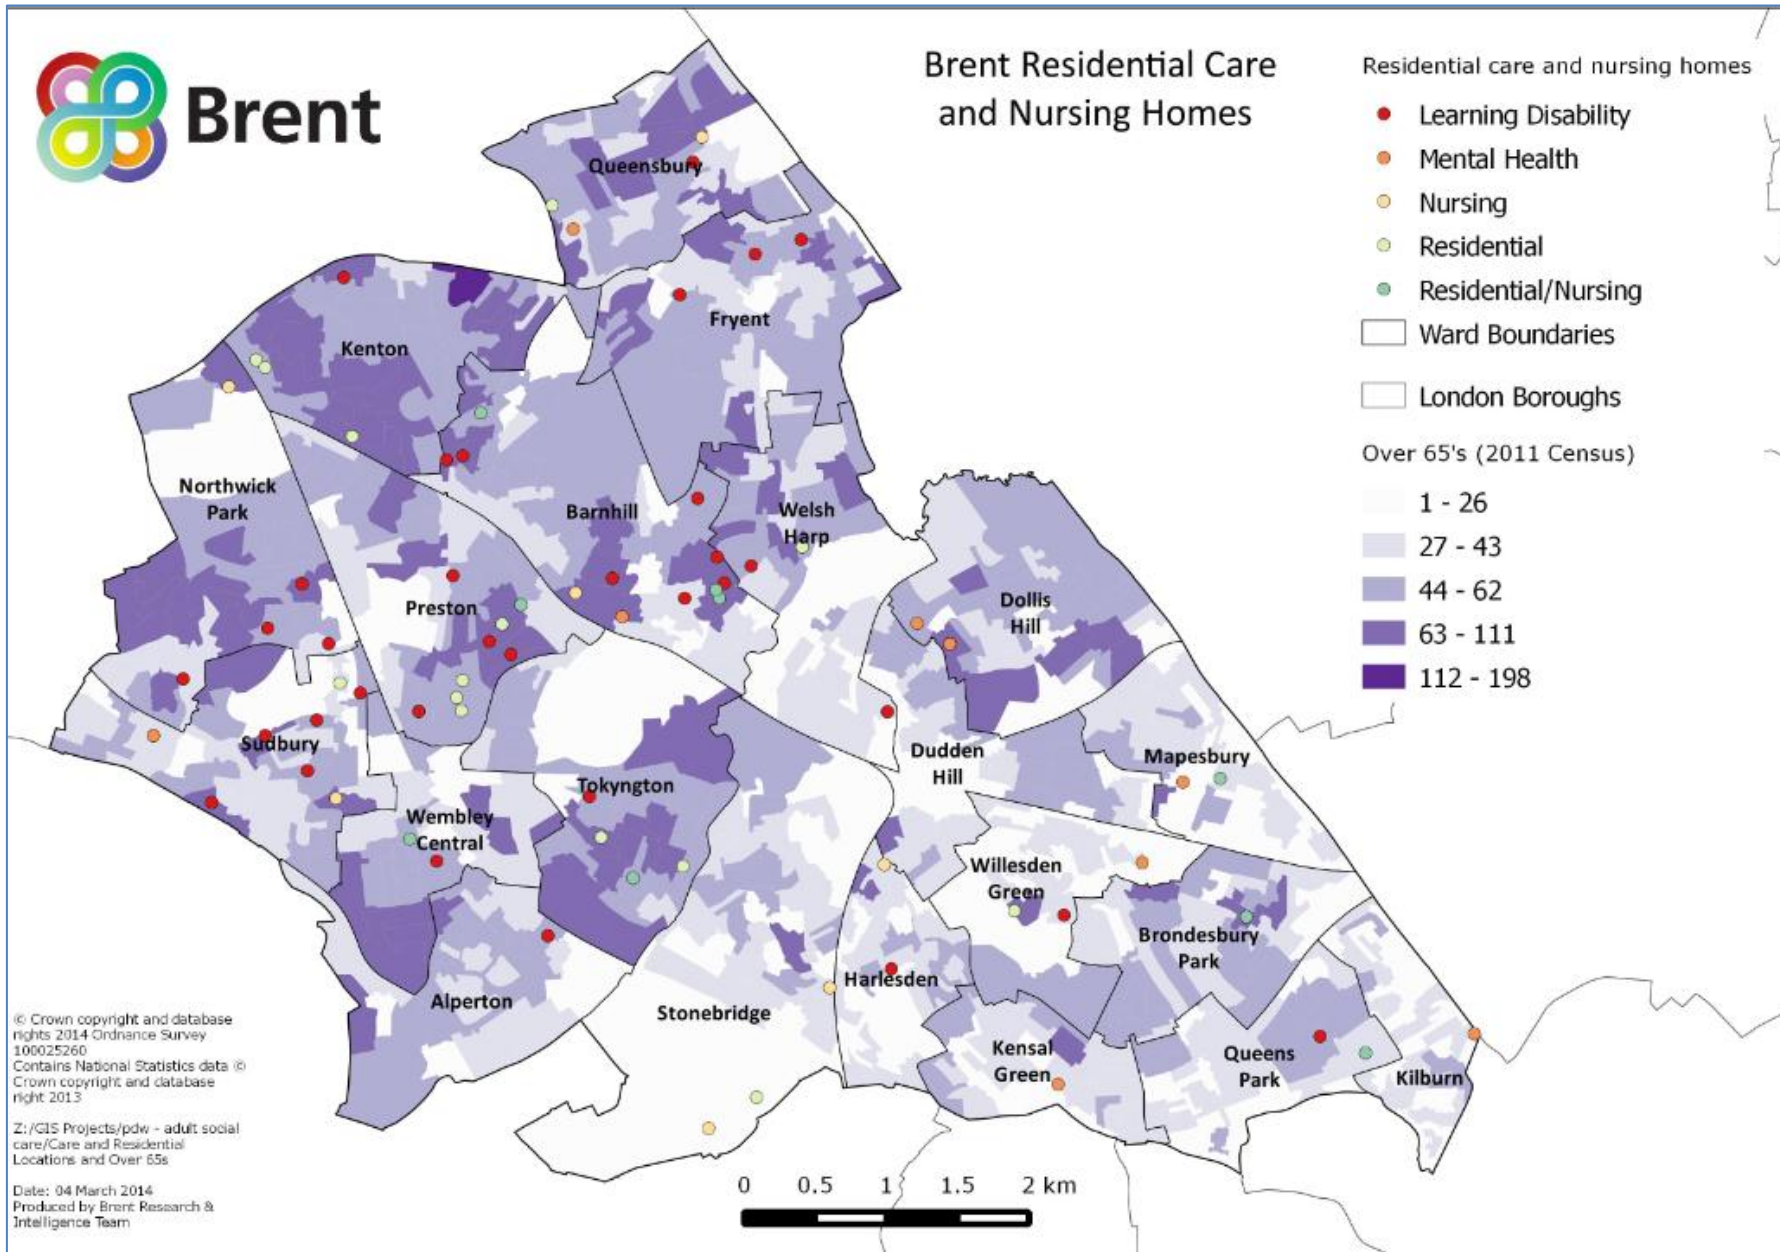 Brent
Brent Residential Care
and Nursing Homes
Residential care and nursing homes
Learning Disability
Mental Health
Nursing
Residential
Residential/Nursing
Ward Boundaries
London Boroughs
Over 65's (2011 Census)
1 - 26
27 - 43
44 - 62
63 - 111
112 - 198
Queensbury
Fryent
Kenton
Northwick
Park
Barnhill
Welsh
Harp
Preston
Dollis
Hill
Sudbury
Tokyngton
Dudden
Hill
Mapesbury
Wembley
Central
Willesden
Green
Brondesbury
Park
Alperton
Stonebridge
Harlesden
Kensal
Green
Queens
Park
Kilburn
© Crown copyright and database
rights 2014 Ordnance Survey
100025260
Contains National Statistics data ©
Crown copyright and database
right 2013
Z:/GIS Projects/pdw - adult social
care/Care and Residential
Locations and Over 65s
Date: 04 March 2014
Produced by Brent Research &
Intelligence Team
0 0.5 1 1.5 2 km